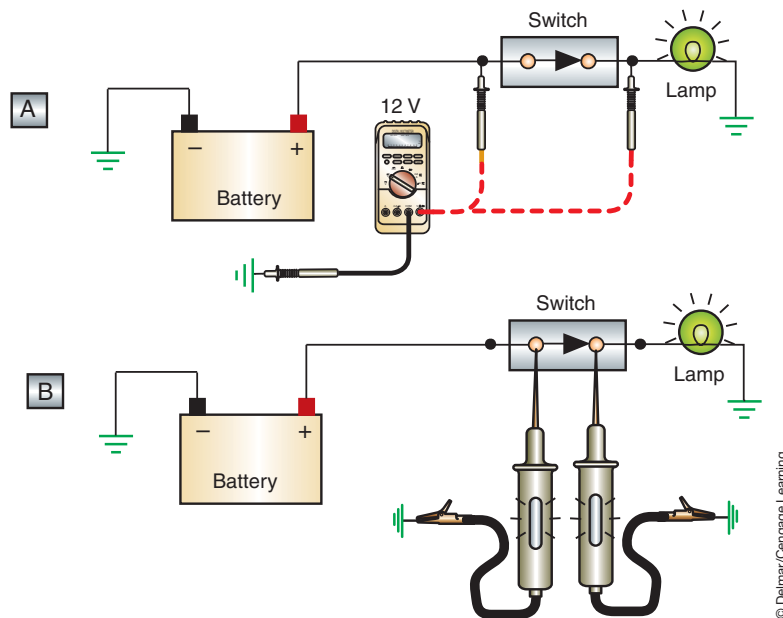 Switch
A
12 V
Lamp
− +
Battery
Switch
B
Lamp
− +
Battery
© Delmar/Cengage Learning